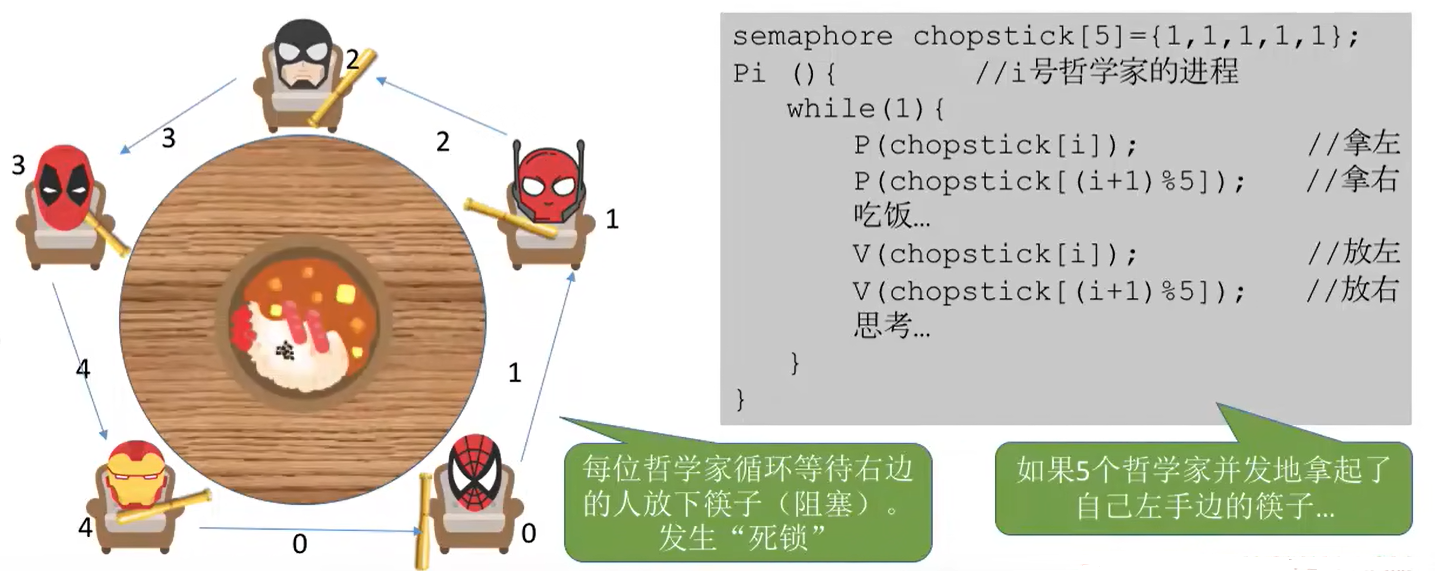 2
3
2
3
1
4
1
4
0
0
semaphore chopstick[5]={1,1,1,1,1};
Pi (){ //i号哲学家的进程
while(1){
P(chopstick[i]); //拿左
P(chopstick[(i+1)%5]); //拿右
吃饭…
V(chopstick[i]); //放左
V(chopstick[(i+1)%5]); //放右
思考…
}
}
每位哲学家循环等待右边
的人放下筷子（阻塞）。
发生“死锁”
如果5个哲学家并发地拿起了
自己左手边的筷子…